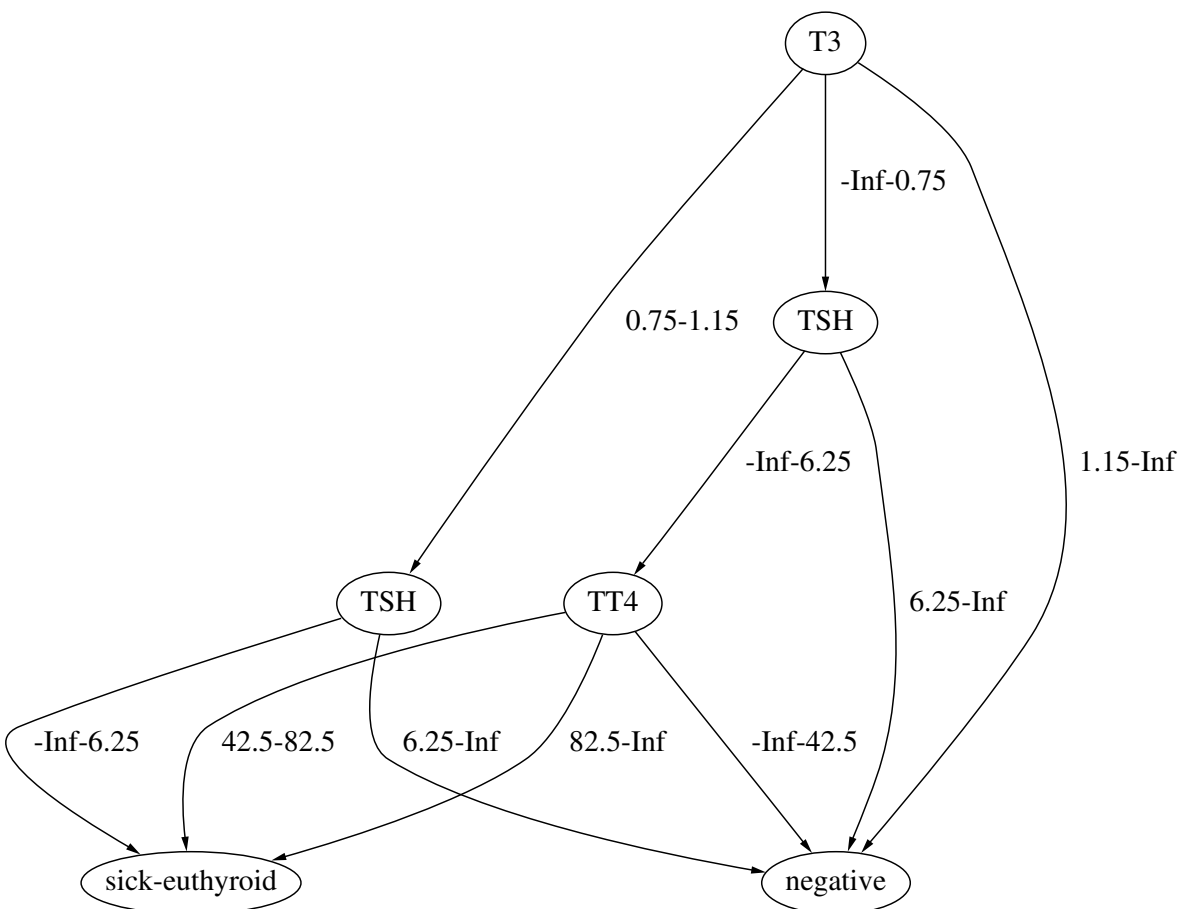 T3
-Inf-0.75
0.75-1.15
TSH
-Inf-6.25
1.15-Inf
TSH
TT4
6.25-Inf
-Inf-6.25
42.5-82.5
6.25-Inf
82.5-Inf
-Inf-42.5
sick-euthyroid
negative